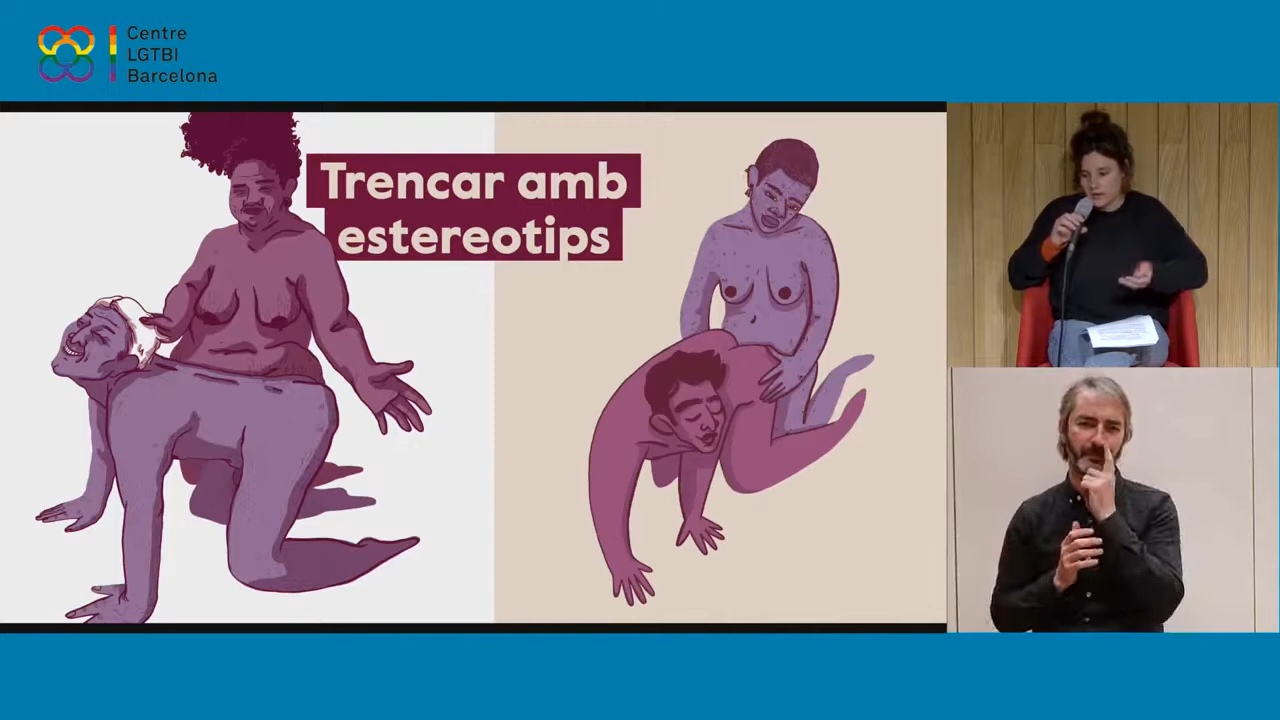 Centre
LGTBI
Barcelona
Trencar amb
estereotips